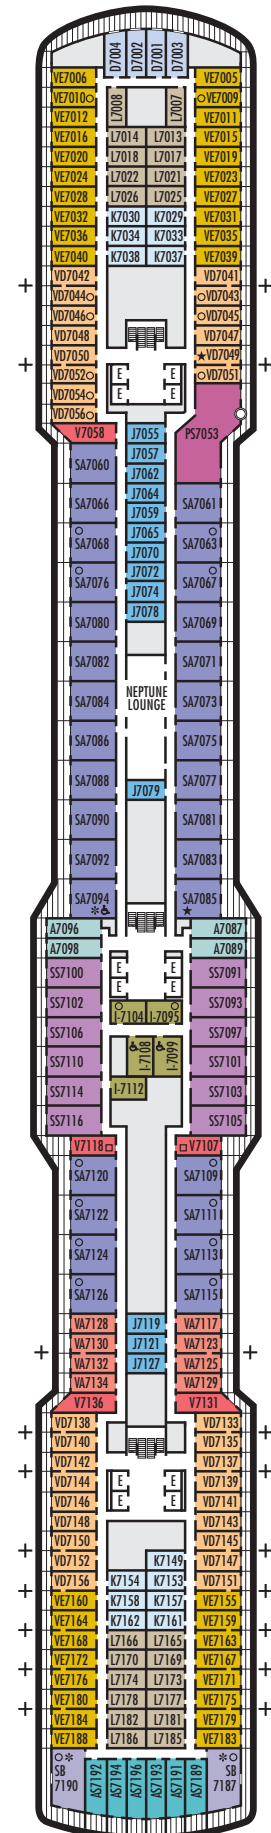 D7004 D7002 D7001 D7003
VE7006 VE7005
VE7010 L7008 L7007 VE7009
VE7012 VE7011
VE7016 L7014 L7013 VE7015
VE7020 L7018 L7017 VE7019
VE7024 L7022 L7021 VE7023
VE7028 L7026 L7025 VE7027
VE7032 K7030 K7029 VE7031
VE7036 K7034 K7033 VE7035
VE7040 K7038 K7037 VE7039
VD7042 VD7041
VD7044 VD7043
VD7046 VD7045
VD7048 VD7047
VD7050 VD7049
VD7052 E E VD7051
VD7054 E E
VD7056
V7058 J7055 PS7053
J7057
SA7060 J7062
J7064
SA7066 J7059 SA7061
J7065
SA7068 J7070 SA7063
J7072
SA7076 J7074 SA7067
J7078
SA7080 SA7069
SA7082 SA7071
SA7084 NEPTUNE SA7073
LOUNGE
SA7086 SA7075
SA7088 J7079 SA7077
SA7090 SA7081
SA7092 SA7083
SA7094 SA7085
A7096 A7087
A7098 A7089
SS7100 E E SS7091
SS7102 E E SS7093
I-7104 I-7095
SS7106 SS7097
SS7110 I-7108 I-7099 SS7101
SS7114 I-7112 SS7103
SS7116 SS7105
V7118 V7107
SA7120 SA7109
SA7122 SA7111
SA7124 SA7113
SA7126 SA7115
VA7128 J7119 VA7117
VA7130 J7121 VA7123
VA7132 J7127 VA7125
VA7134 VA7129
V7136 V7131
VD7138 VD7133
VD7140 VD7135
VD7142 VD7137
VD7144 E E VD7139
VD7146 E E VD7141
VD7148 VD7143
VD7150 VD7145
VD7152 K7149 VD7147
VD7156 K7154 K7153 VD7151
VE7160 K7158 K7157 VE7155
VE7164 K7162 K7161 VE7159
VE7168 L7166 L7165 VE7163
VE7172 L7170 L7169 VE7167
VE7176 L7174 L7173 VE7171
VE7180 L7178 L7177 VE7175
VE7184 L7182 L7181 VE7179
VE7188 L7186 L7185 VE7183
SB AS7192 AS7194 AS7196 AS7193 AS7191 AS7189 SB
7190 7187